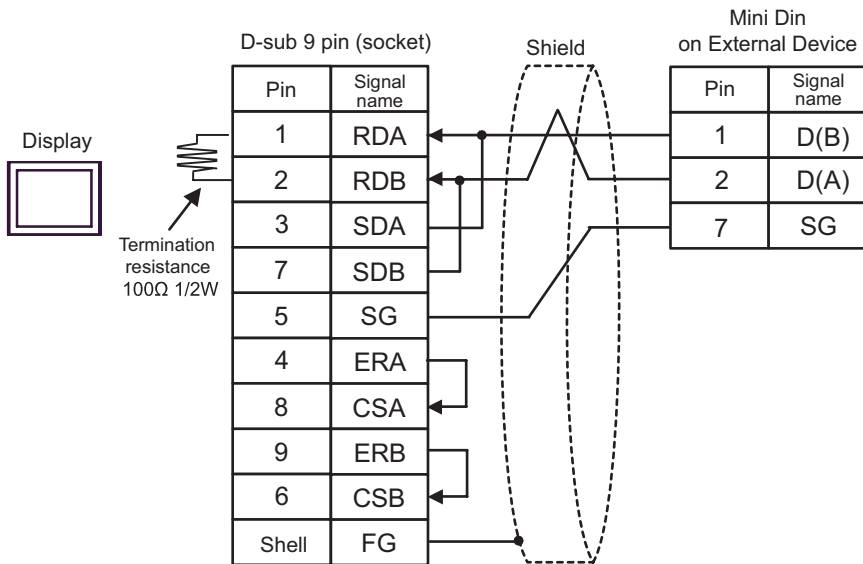 Mini Din
on External Device
D-sub 9 pin (socket)
Shield
Pin Signal name
Pin Signal name
Display
1 RDA
1 D(B)
2 RDB
2 D(A)
3 SDA
7 SG
Termination
resistance
100Ω 1/2W
7 SDB
5 SG
4 ERA
8 CSA
9 ERB
6 CSB
Shell FG